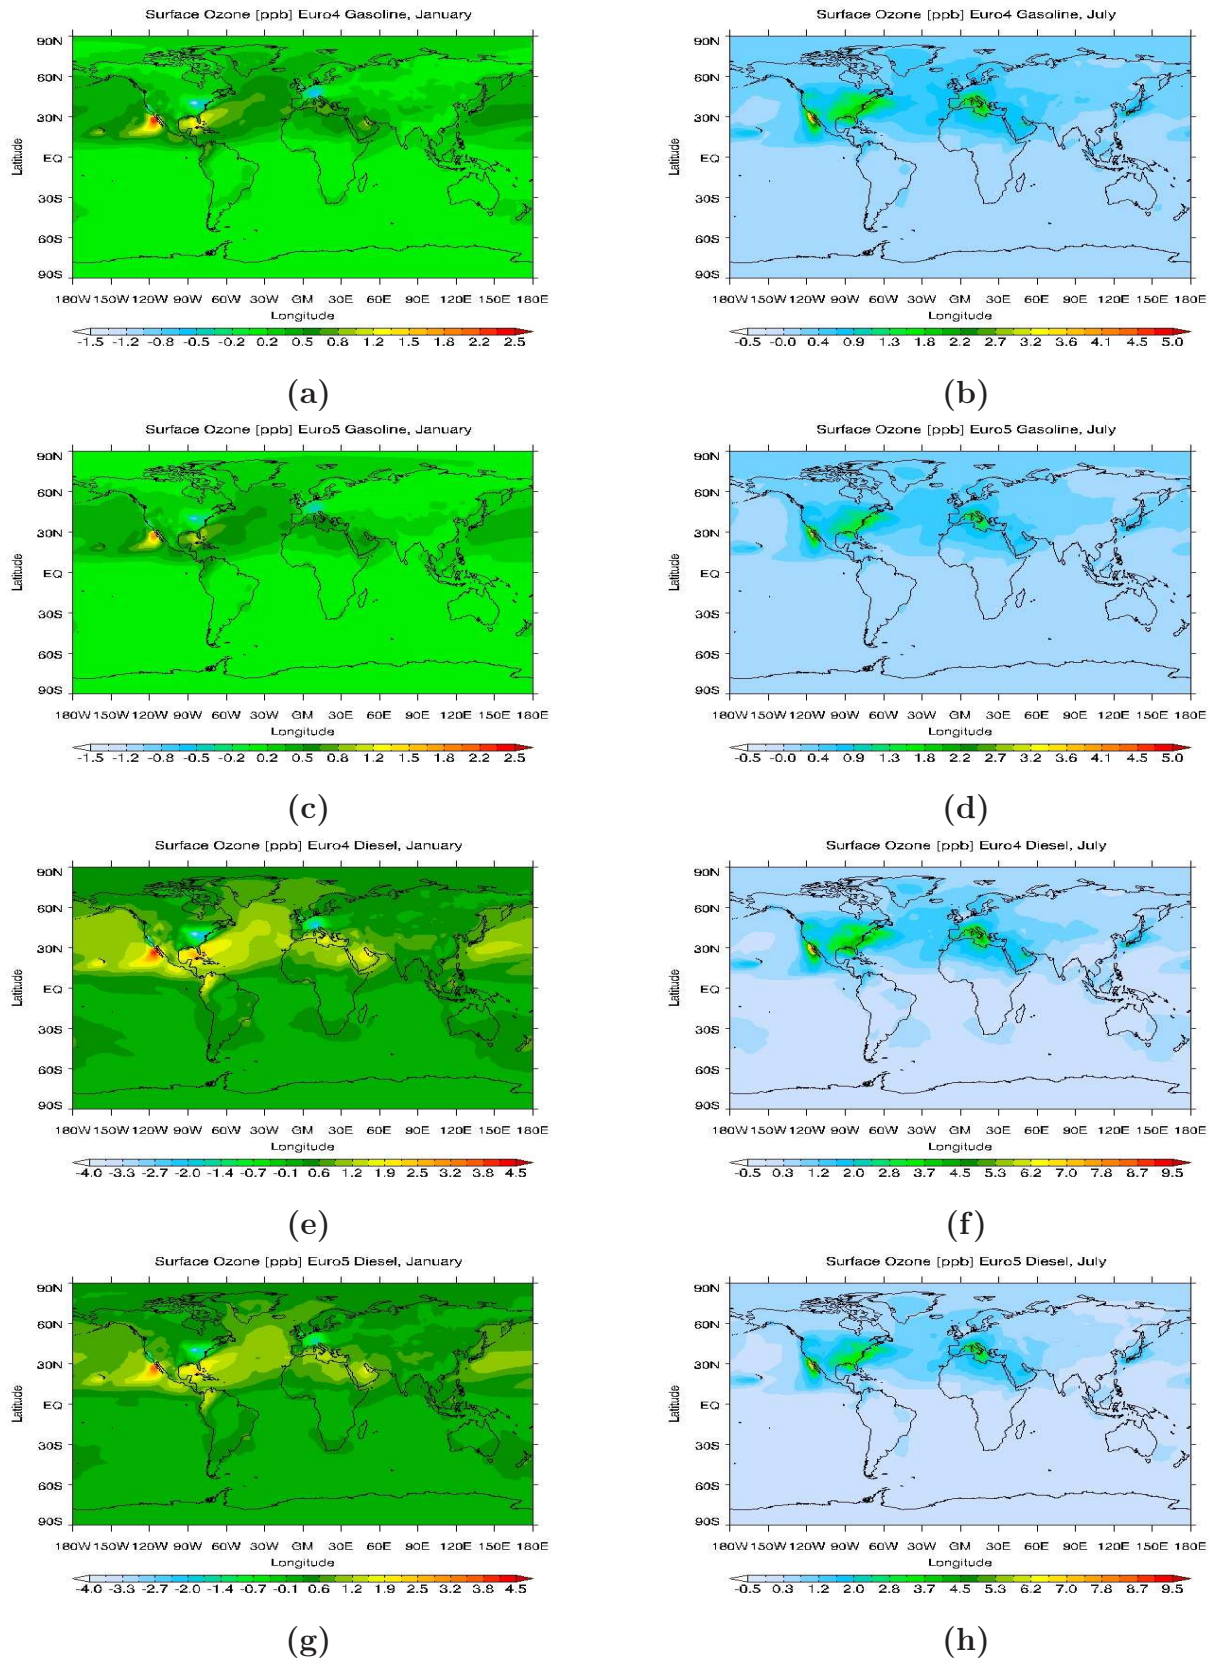 Surface Ozone [ppb] Euro4 Gasoline, January
90N
60N
30N
EQ
30S
60S
90S
Latitude
180W 150W 120W 90W 60W 30W GM 30E 60E 90E 120E 150E 180E
Longitude
-1.5 -1.2 -0.8 -0.5 -0.2 0.2 0.5 0.8 1.2 1.5 1.8 2.2 2.5
(a)
Surface Ozone [ppb] Euro4 Gasoline, July
90N
60N
30N
EQ
30S
60S
90S
Latitude
180W 150W 120W 90W 60W 30W GM 30E 60E 90E 120E 150E 180E
Longitude
-0.5 -0.0 0.4 0.9 1.3 1.8 2.2 2.7 3.2 3.6 4.1 4.5 5.0
(b)
Surface Ozone [ppb] Euro5 Gasoline, January
90N
60N
30N
EQ
30S
60S
90S
Latitude
180W 150W 120W 90W 60W 30W GM 30E 60E 90E 120E 150E 180E
Longitude
-1.5 -1.2 -0.8 -0.5 -0.2 0.2 0.5 0.8 1.2 1.5 1.8 2.2 2.5
(c)
Surface Ozone [ppb] Euro5 Gasoline, July
90N
60N
30N
EQ
30S
60S
90S
Latitude
180W 150W 120W 90W 60W 30W GM 30E 60E 90E 120E 150E 180E
Longitude
-0.5 -0.0 0.4 0.9 1.3 1.8 2.2 2.7 3.2 3.6 4.1 4.5 5.0
(d)
Surface Ozone [ppb] Euro4 Diesel, January
90N
60N
30N
EQ
30S
60S
90S
Latitude
180W 150W 120W 90W 60W 30W GM 30E 60E 90E 120E 150E 180E
Longitude
-4.0 -3.3 -2.7 -2.0 -1.4 -0.7 -0.1 0.6 1.2 1.9 2.5 3.2 3.8 4.5
(e)
Surface Ozone [ppb] Euro4 Diesel, July
90N
60N
30N
EQ
30S
60S
90S
Latitude
180W 150W 120W 90W 60W 30W GM 30E 60E 90E 120E 150E 180E
Longitude
-0.5 0.3 1.2 2.0 2.8 3.7 4.5 5.3 6.2 7.0 7.8 8.7 9.5
(f)
Surface Ozone [ppb] Euro5 Diesel, January
90N
60N
30N
EQ
30S
60S
90S
Latitude
180W 150W 120W 90W 60W 30W GM 30E 60E 90E 120E 150E 180E
Longitude
-4.0 -3.3 -2.7 -2.0 -1.4 -0.7 -0.1 0.6 1.2 1.9 2.5 3.2 3.8 4.5
(g)
Surface Ozone [ppb] Euro5 Diesel, July
90N
60N
30N
EQ
30S
60S
90S
Latitude
180W 150W 120W 90W 60W 30W GM 30E 60E 90E 120E 150E 180E
Longitude
-0.5 0.3 1.2 2.0 2.8 3.7 4.5 5.3 6.2 7.0 7.8 8.7 9.5
(h)